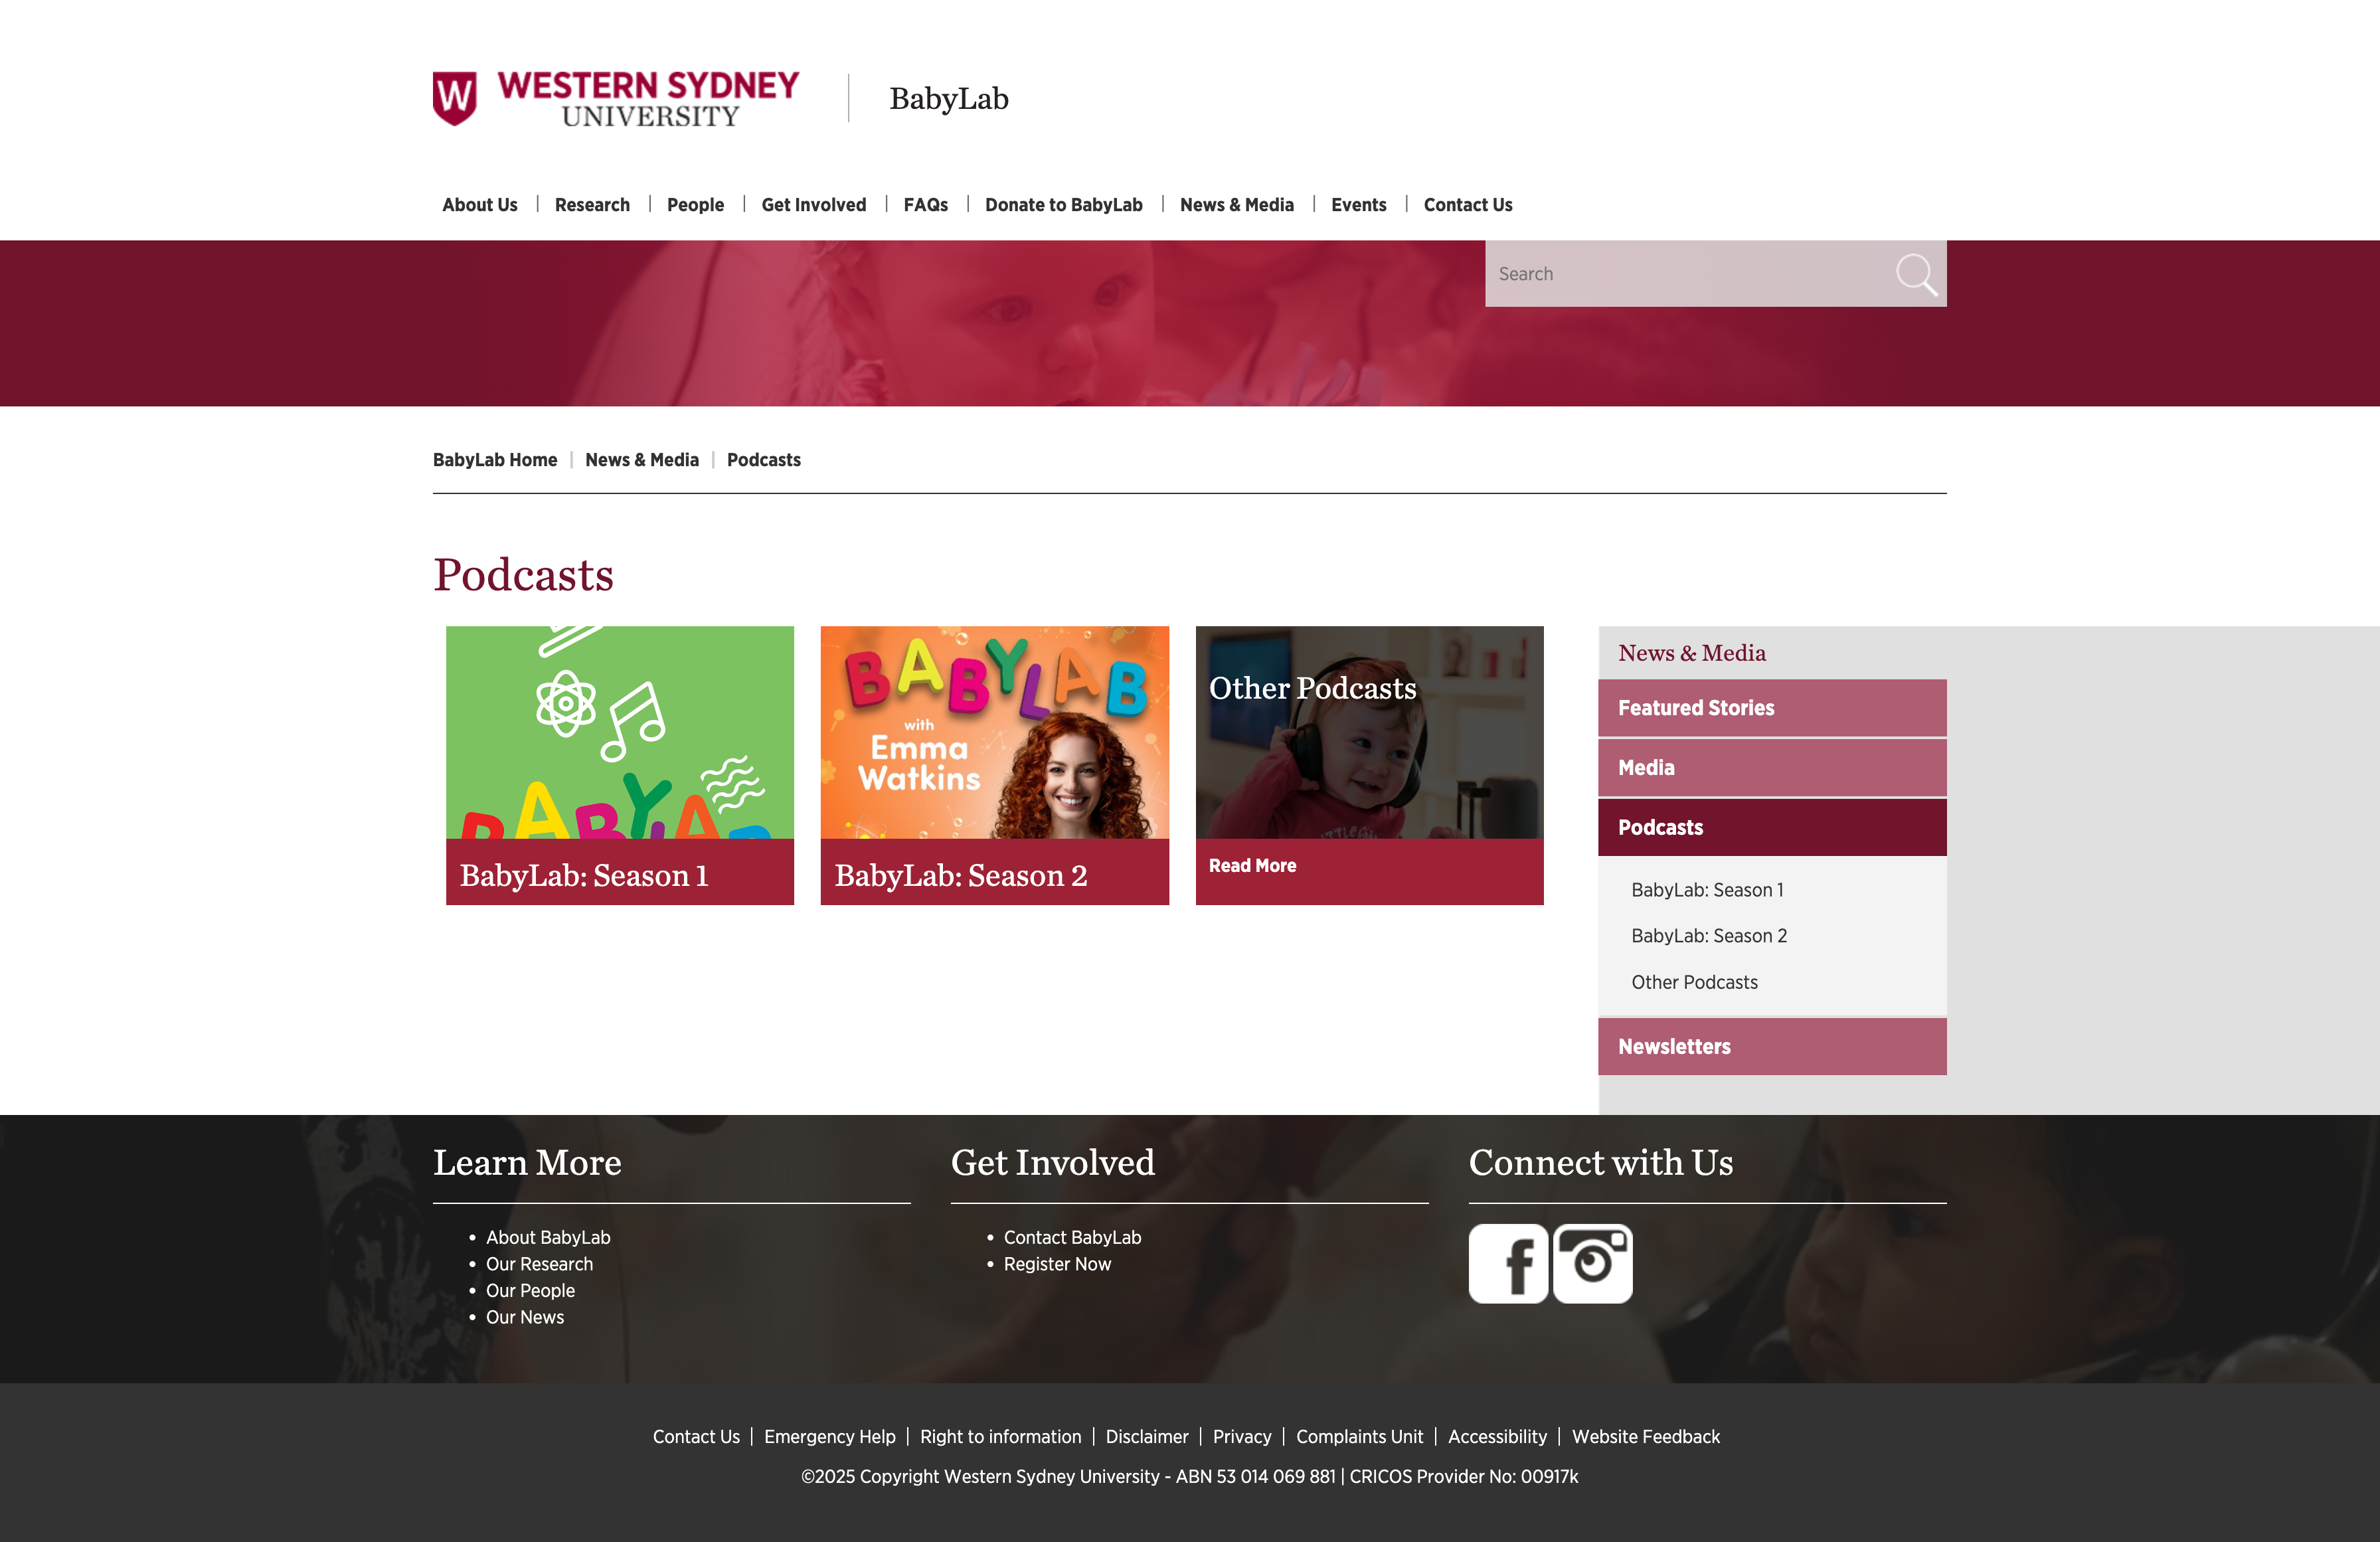 W WESTERN SYDNEY
UNIVERSITY
BabyLab
About Us | Research | People | Get Involved | FAQs | Donate to BabyLab | News & Media | Events | Contact Us
Search
BabyLab Home | News & Media | Podcasts
Podcasts
BABYLAB
BabyLab: Season 1
BABYLAB
with
Emma
Watkins
BabyLab: Season 2
Other Podcasts
Read More
News & Media
Featured Stories
Media
Podcasts
BabyLab: Season 1
BabyLab: Season 2
Other Podcasts
Newsletters
Learn More
• About BabyLab
• Our Research
• Our People
• Our News
Get Involved
• Contact BabyLab
• Register Now
Connect with Us
f
Contact Us | Emergency Help | Right to information | Disclaimer | Privacy | Complaints Unit | Accessibility | Website Feedback
©2025 Copyright Western Sydney University - ABN 53 014 069 881 | CRICOS Provider No: 00917k